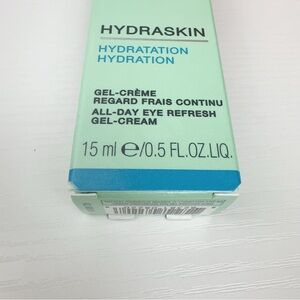 HYDRASKIN
HYDRATATION
HYDRATION
GEL-CRÈME
REGARD FRAIS CONTINU
ALL-DAY EYE REFRESH
GEL-CREAM
15 ml ℮/0.5 FL.OZ.LIQ.